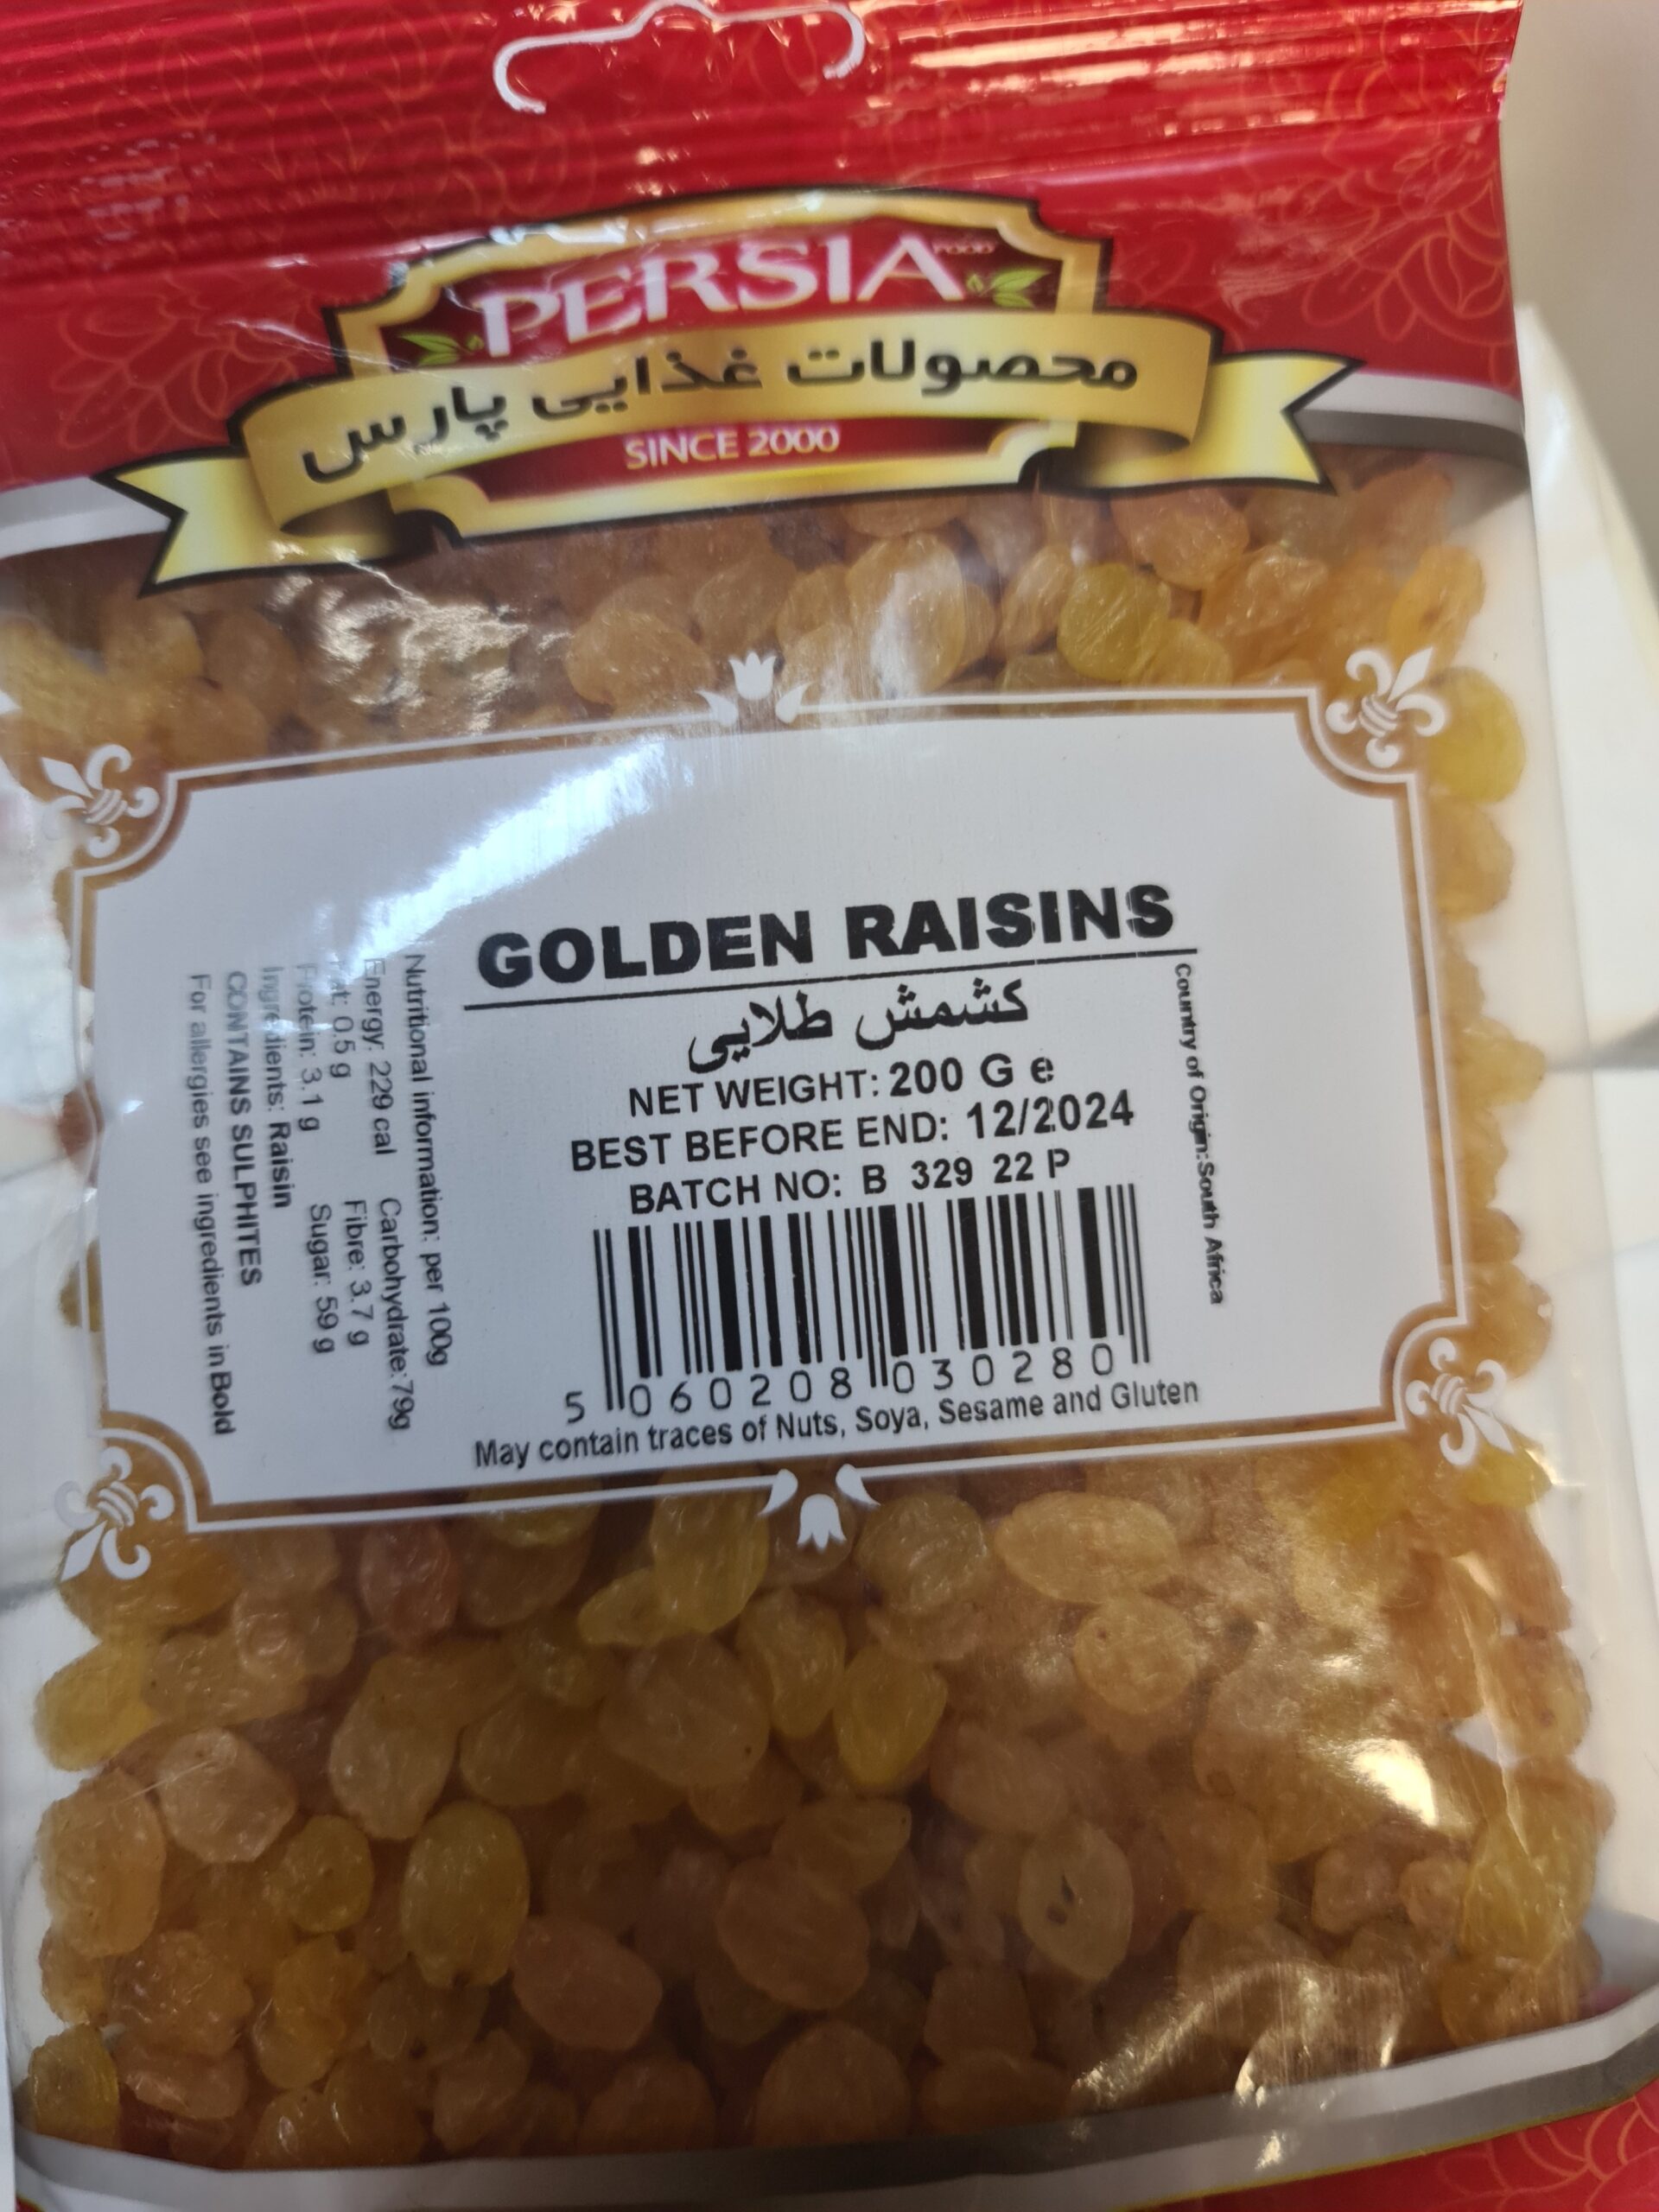 PERSIA FOOD
محصولات غذایی پارس
SINCE 2000
GOLDEN RAISINS
کشمش طلایی
NET WEIGHT: 200 G e
BEST BEFORE END: 12/2024
BATCH NO: B 329 22 P
5 060208 030280
May contain traces of Nuts, Soya, Sesame and Gluten
Country of Origin:South Africa
Nutritional information: per 100g
Energy: 229 cal Carbohydrate:79g
Fat: 0.5 g Fibre: 3.7 g
Protein: 3.1 g Sugar: 59 g
Ingredients: Raisin
CONTAINS SULPHITES
For allergies see ingredients in Bold